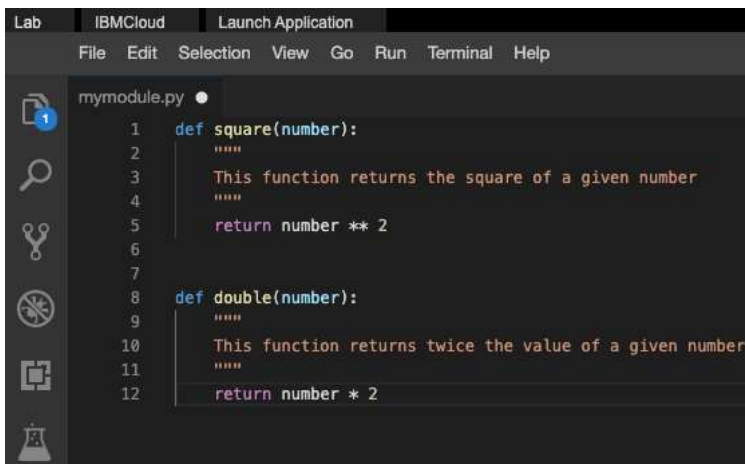 Lab IBMCloud Launch Application
File Edit Selection View Go Run Terminal Help
mymodule.py
1
1 def square(number):
2 """
3 This function returns the square of a given number
4 """
5 return number ** 2
6
7
8 def double(number):
9 """
10 This function returns twice the value of a given number
11 """
12 return number * 2